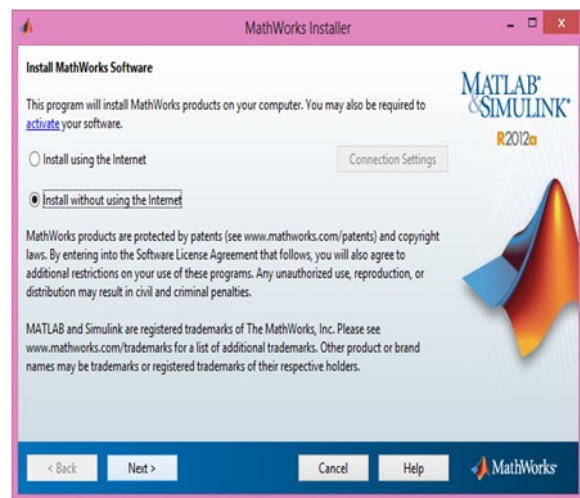 MathWorks Installer
Install MathWorks Software
This program will install MathWorks products on your computer. You may also be required to
activate your software.
Install using the Internet
Connection Settings
Install without using the Internet
MathWorks products are protected by patents (see www.mathworks.com/patents) and copyright
laws. By entering into the Software License Agreement that follows, you will also agree to
additional restrictions on your use of these programs. Any unauthorized use, reproduction, or
distribution may result in civil and criminal penalties.
MATLAB and Simulink are registered trademarks of The MathWorks, Inc. Please see
www.mathworks.com/trademarks for a list of additional trademarks. Other product or brand
names may be trademarks or registered trademarks of their respective holders.
MATLAB®
&SIMULINK®
R2012a
< Back
Next >
Cancel
Help
MathWorks®